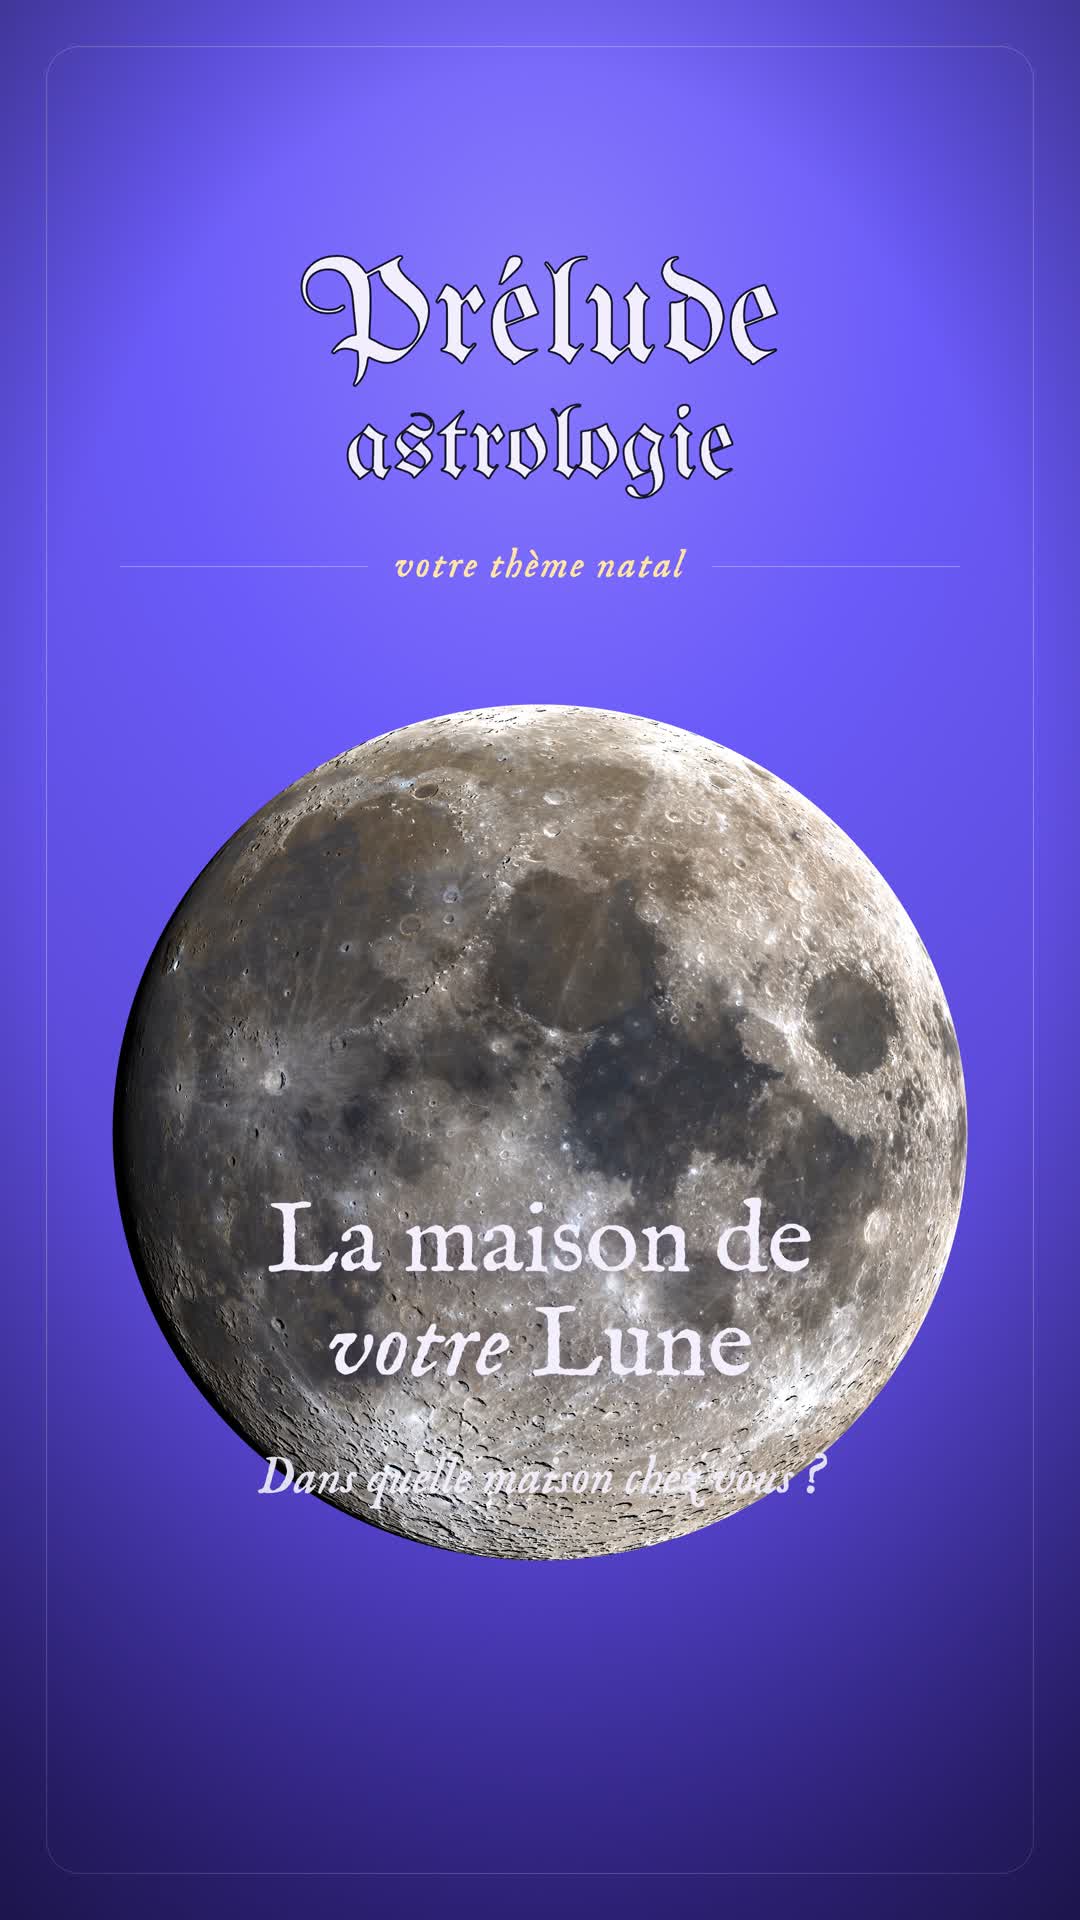 Prélude
astrologie
votre thème natal
La maison de
votre Lune
Dans quelle maison chez vous ?